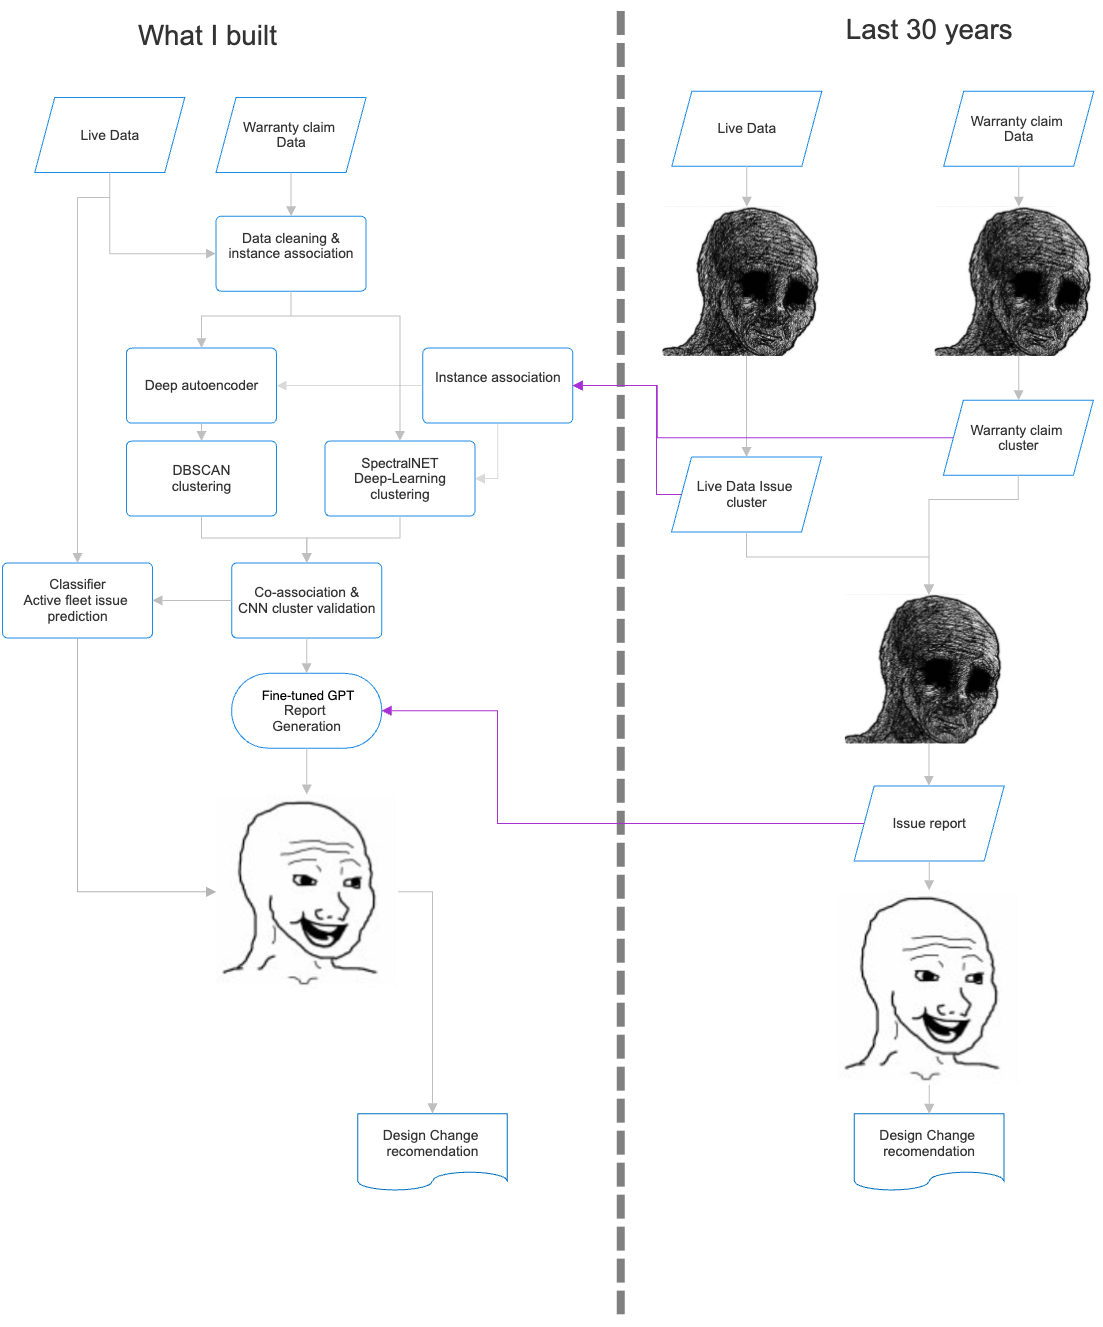 What I built
Last 30 years
Live Data
Warranty claim
Data
Data cleaning &
instance association
Deep autoencoder
Instance association
DBSCAN
clustering
SpectralNET
Deep-Learning
clustering
Classifier
Active fleet issue
prediction
Co-association &
CNN cluster validation
Fine-tuned GPT
Report
Generation
Design Change
recomendation
Live Data
Warranty claim
Data
Warranty claim
cluster
Live Data Issue
cluster
Issue report
Design Change
recomendation